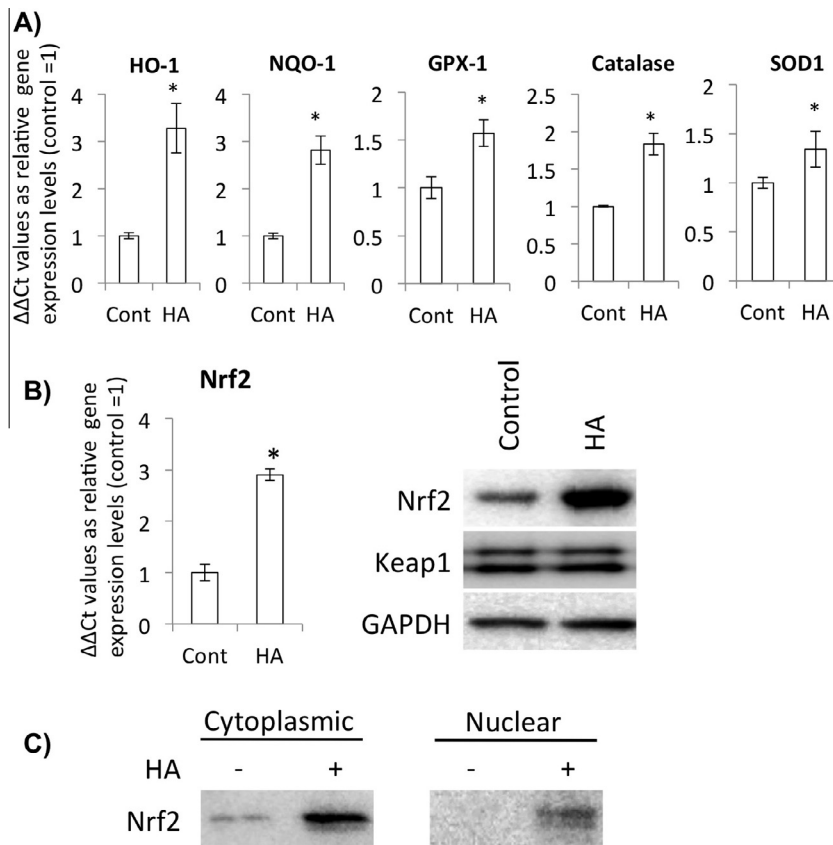 A)
ΔΔCt values as relative gene
expression levels (control =1)
HO-1
NQO-1
GPX-1
Catalase
SOD1
4
3
2
1
0
*
Cont HA
4
3
2
1
0
*
Cont HA
2
1.5
1
0.5
0
*
Cont HA
2.5
2
1.5
1
0.5
0
*
Cont HA
2
1.5
1
0.5
0
*
Cont HA
B)
Nrf2
ΔΔCt values as relative gene
expression levels (control =1)
4
3
2
1
0
*
Cont HA
Control
HA
Nrf2
Keap1
GAPDH
C)
Cytoplasmic Nuclear
HA - + - +
Nrf2